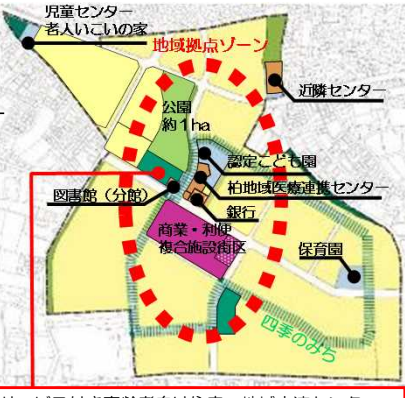 児童センター
老人いこいの家
地域拠点ゾーン
近隣センター
公園
約1ha
認定こども園
柏地域医療連携センター
図書館（分館）
銀行
商業・利便
複合施設街区
保育園
四季のみち